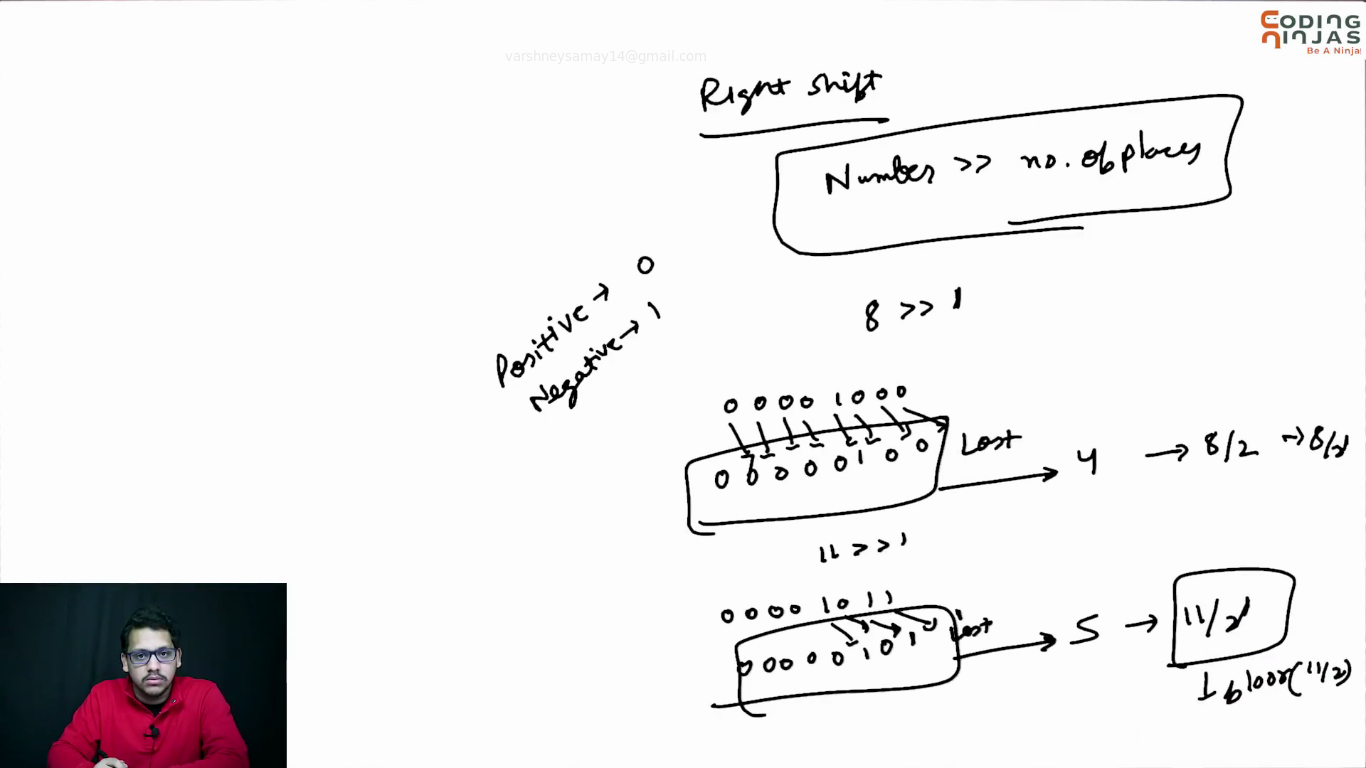 CODING
NINJAS
Be A Ninja
varshneysamay14@gmail.com
Right shift
Number >> no. of places
Positive → 0
Negative → 1
8 >> 1
0 0 0 0 1 0 0 0
0 0 0 0 0 1 0 0 Lost → 4 → 8/2 → 8/2¹
11 >> 1
0 0 0 0 1 0 1 1
0 0 0 0 0 1 0 1 Lost → 5 → 11/2¹
floor(11/2)